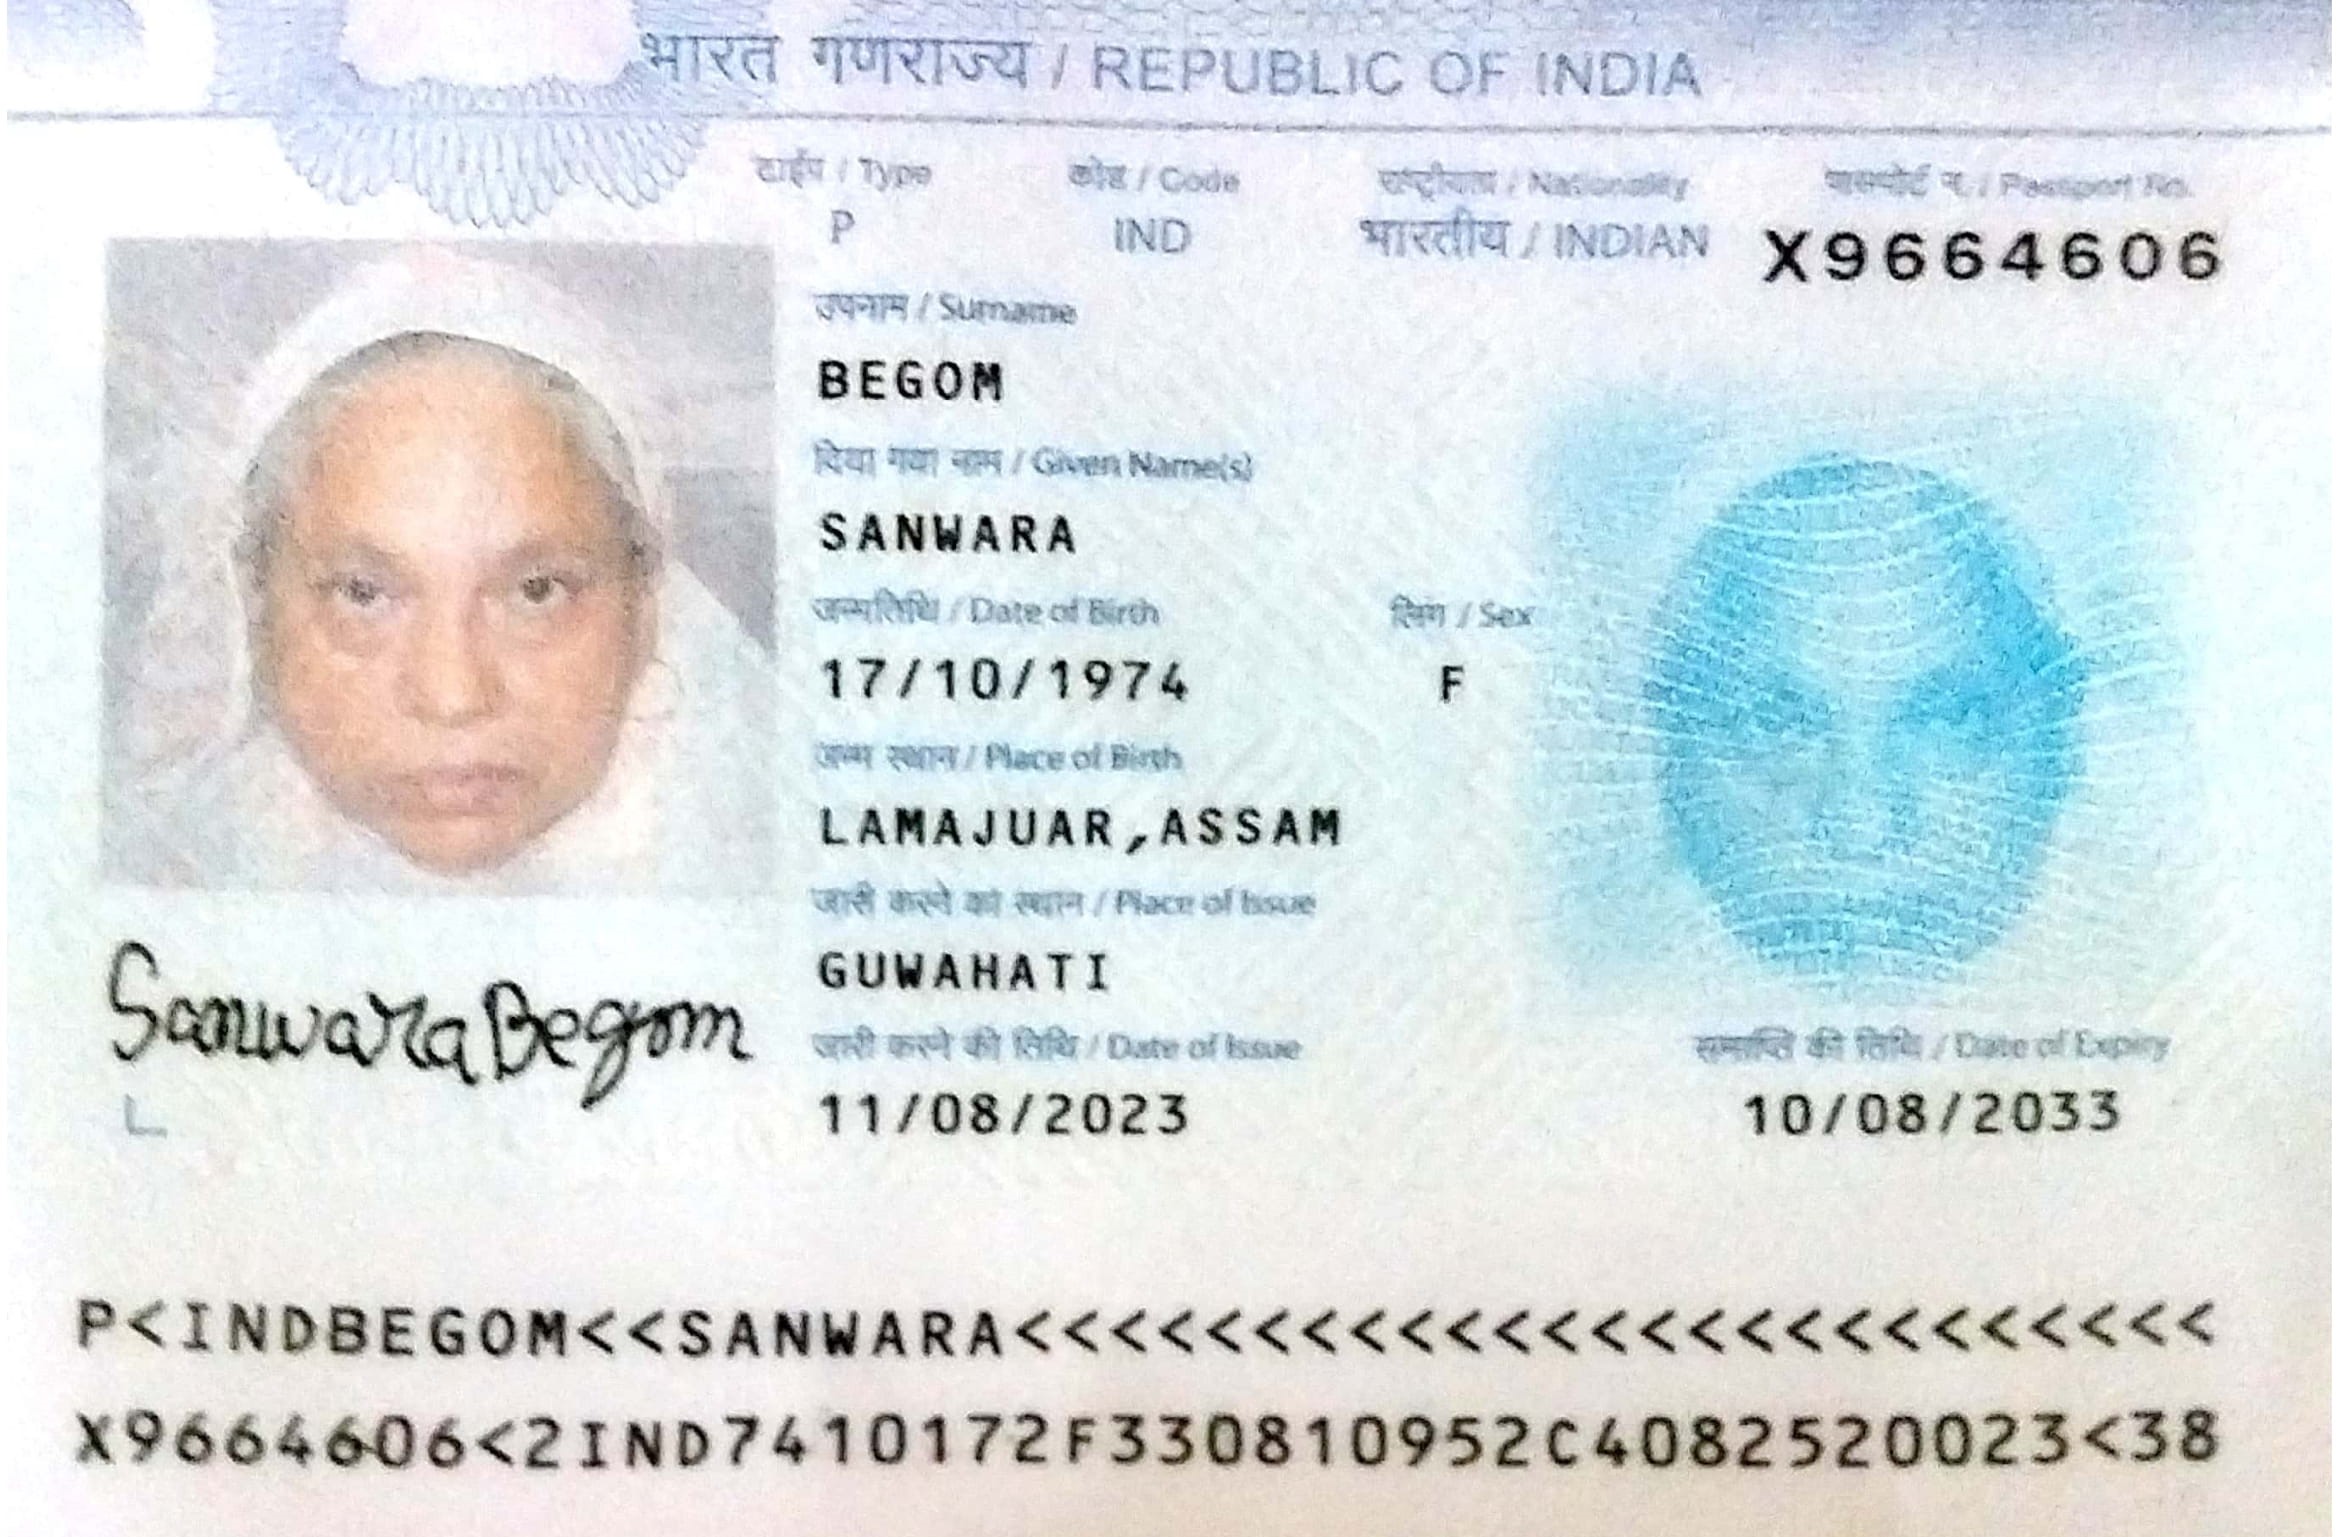 भारत गणराज्य / REPUBLIC OF INDIA
टाईप / Type कोड / Code राष्ट्रीयता / Nationality पासपोर्ट न. / Passport No.
P IND भारतीय / INDIAN X9664606
उपनाम / Surname
BEGOM
दिया गया नाम / Given Name(s)
SANWARA
जन्मतिथि / Date of Birth लिंग / Sex
17/10/1974 F
जन्म स्थान / Place of Birth
LAMAJUAR,ASSAM
जारी करने का स्थान / Place of Issue
GUWAHATI
Sanwara Begom
जारी करने की तिथि / Date of Issue समाप्ति की तिथि / Date of Expiry
11/08/2023 10/08/2033
P<INDBEGOM<<SANWARA<<<<<<<<<<<<<<<<<<<<<<<<<
X9664606<2IND7410172F330810952C4082520023<38